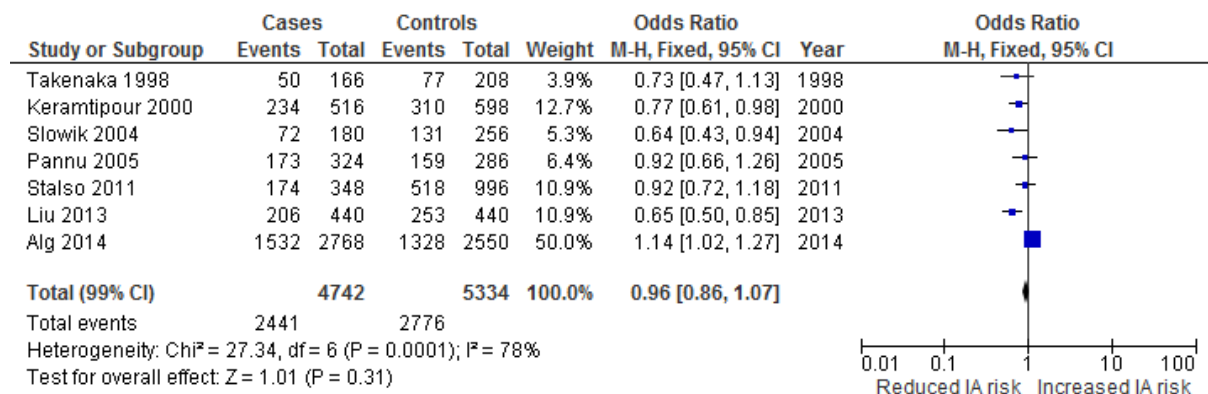 Cases Controls Odds Ratio Odds Ratio
Study or Subgroup Events Total Events Total Weight M-H, Fixed, 95% CI Year M-H, Fixed, 95% CI
Takenaka 1998 50 166 77 208 3.9% 0.73 [0.47, 1.13] 1998
Keramtipour 2000 234 516 310 598 12.7% 0.77 [0.61, 0.98] 2000
Slowik 2004 72 180 131 256 5.3% 0.64 [0.43, 0.94] 2004
Pannu 2005 173 324 159 286 6.4% 0.92 [0.66, 1.26] 2005
Stalso 2011 174 348 518 996 10.9% 0.92 [0.72, 1.18] 2011
Liu 2013 206 440 253 440 10.9% 0.65 [0.50, 0.85] 2013
Alg 2014 1532 2768 1328 2550 50.0% 1.14 [1.02, 1.27] 2014
Total (99% CI) 4742 5334 100.0% 0.96 [0.86, 1.07]
Total events 2441 2776
Heterogeneity: Chi² = 27.34, df = 6 (P = 0.0001); I² = 78%
Test for overall effect: Z = 1.01 (P = 0.31)
0.01 0.1 1 10 100
Reduced IA risk Increased IA risk